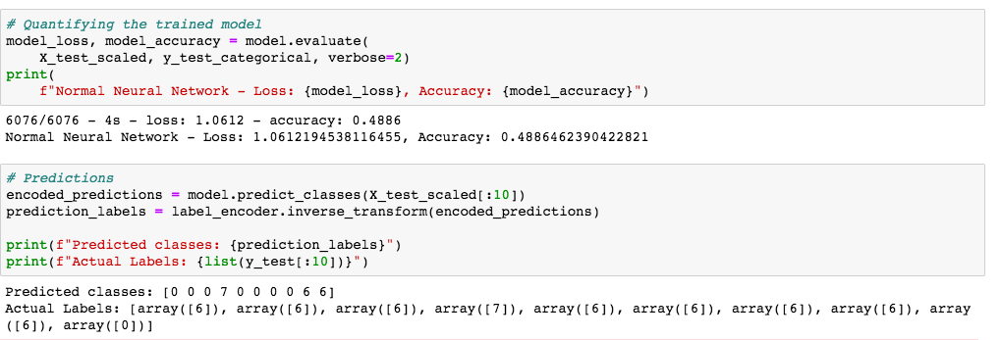 # Quantifying the trained model
model_loss, model_accuracy = model.evaluate(
    X_test_scaled, y_test_categorical, verbose=2)
print(
    f"Normal Neural Network - Loss: {model_loss}, Accuracy: {model_accuracy}")
6076/6076 - 4s - loss: 1.0612 - accuracy: 0.4886
Normal Neural Network - Loss: 1.0612194538116455, Accuracy: 0.4886462390422821
# Predictions
encoded_predictions = model.predict_classes(X_test_scaled[:10])
prediction_labels = label_encoder.inverse_transform(encoded_predictions)
print(f"Predicted classes: {prediction_labels}")
print(f"Actual Labels: {list(y_test[:10])}")
Predicted classes: [0 0 0 7 0 0 0 0 6 6]
Actual Labels: [array([6]), array([6]), array([6]), array([7]), array([6]), array([6]), array([6]), array([6]), array
([6]), array([0])]